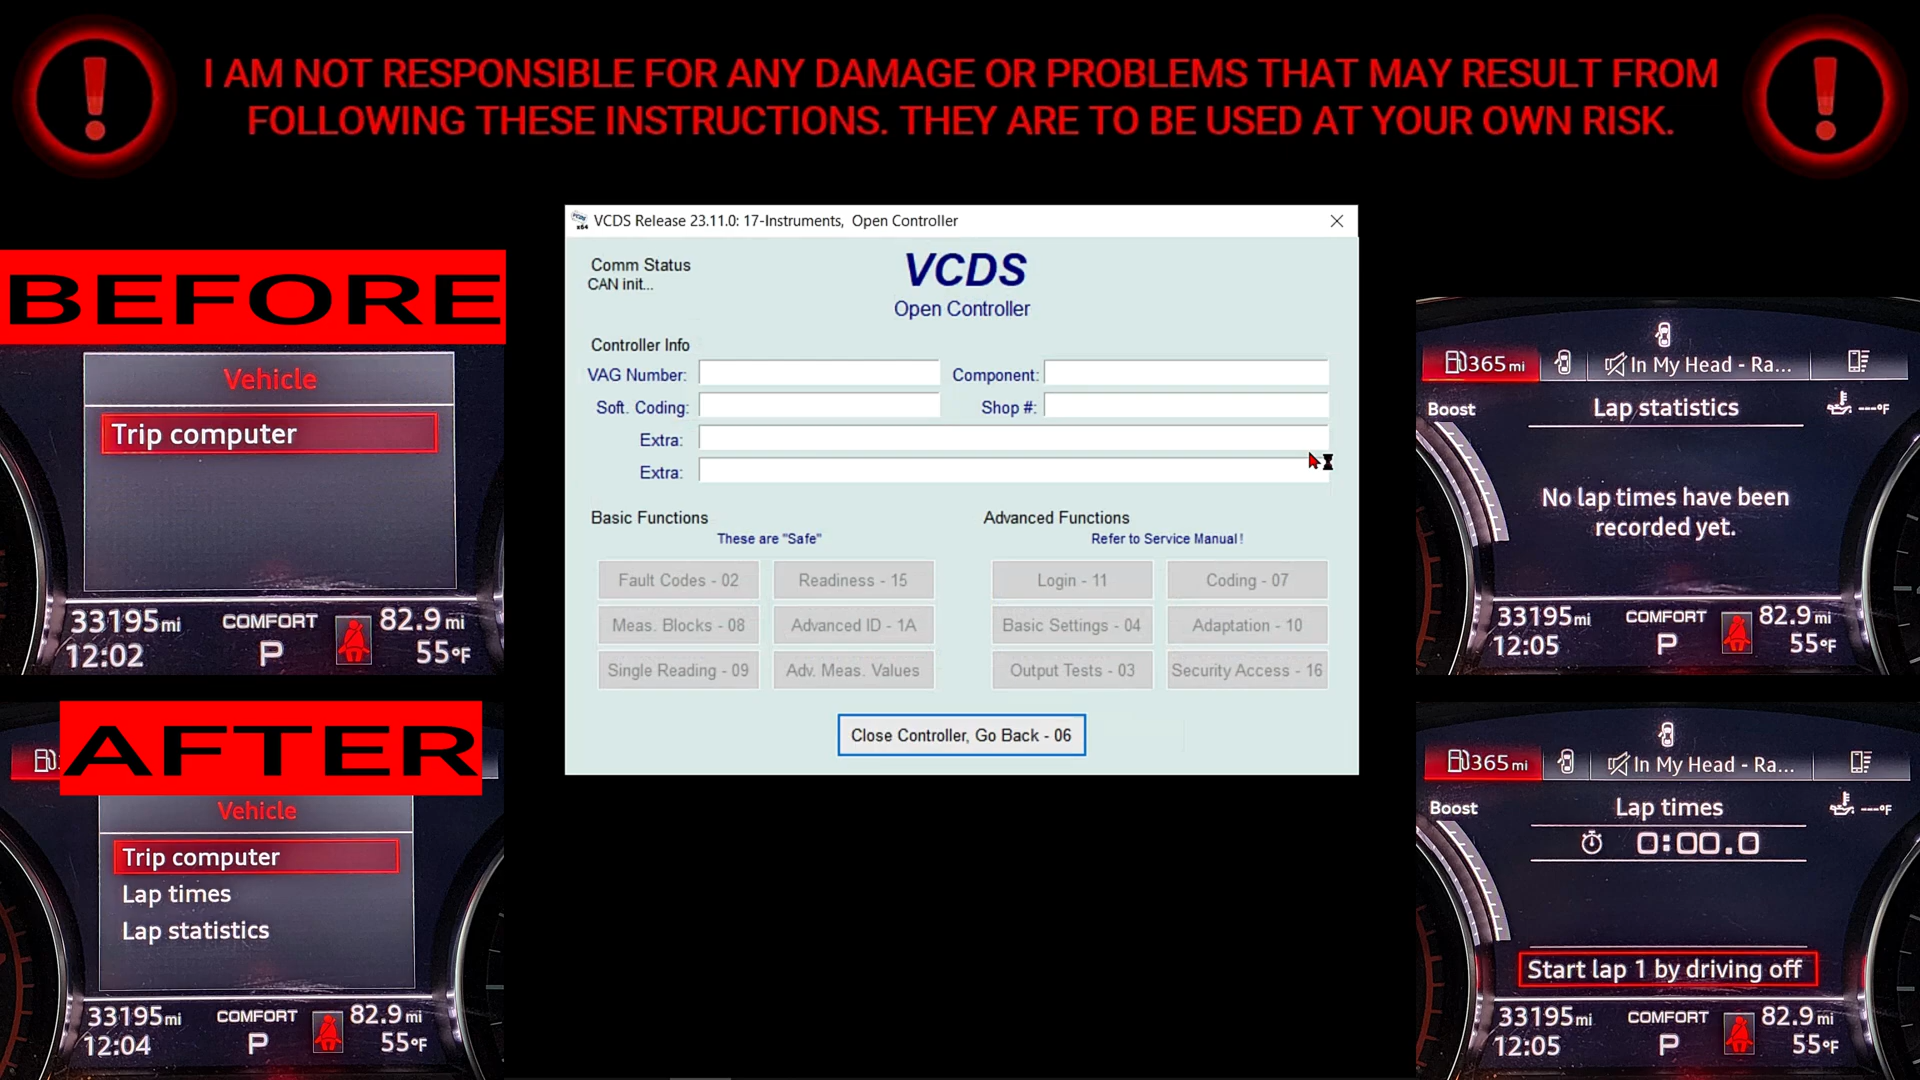 I AM NOT RESPONSIBLE FOR ANY DAMAGE OR PROBLEMS THAT MAY RESULT FROM
FOLLOWING THESE INSTRUCTIONS. THEY ARE TO BE USED AT YOUR OWN RISK.
BEFORE
Vehicle
Trip computer
33195mi COMFORT 82.9mi
12:02 P 55°F
AFTER
Vehicle
Trip computer
Lap times
Lap statistics
33195mi COMFORT 82.9mi
12:04 P 55°F
VCDS x64
VCDS Release 23.11.0: 17-Instruments, Open Controller
Comm Status
CAN init...
VCDS
Open Controller
Controller Info
VAG Number: Component:
Soft. Coding: Shop #:
Extra:
Extra:
Basic Functions
These are "Safe"
Advanced Functions
Refer to Service Manual!
Fault Codes - 02 Readiness - 15 Login - 11 Coding - 07
Meas. Blocks - 08 Advanced ID - 1A Basic Settings - 04 Adaptation - 10
Single Reading - 09 Adv. Meas. Values Output Tests - 03 Security Access - 16
Close Controller, Go Back - 06
365mi In My Head - Ra...
Boost Lap statistics ---°F
No lap times have been
recorded yet.
33195mi COMFORT 82.9mi
12:05 P 55°F
365mi In My Head - Ra...
Boost Lap times ---°F
0:00.0
Start lap 1 by driving off
33195mi COMFORT 82.9mi
12:05 P 55°F